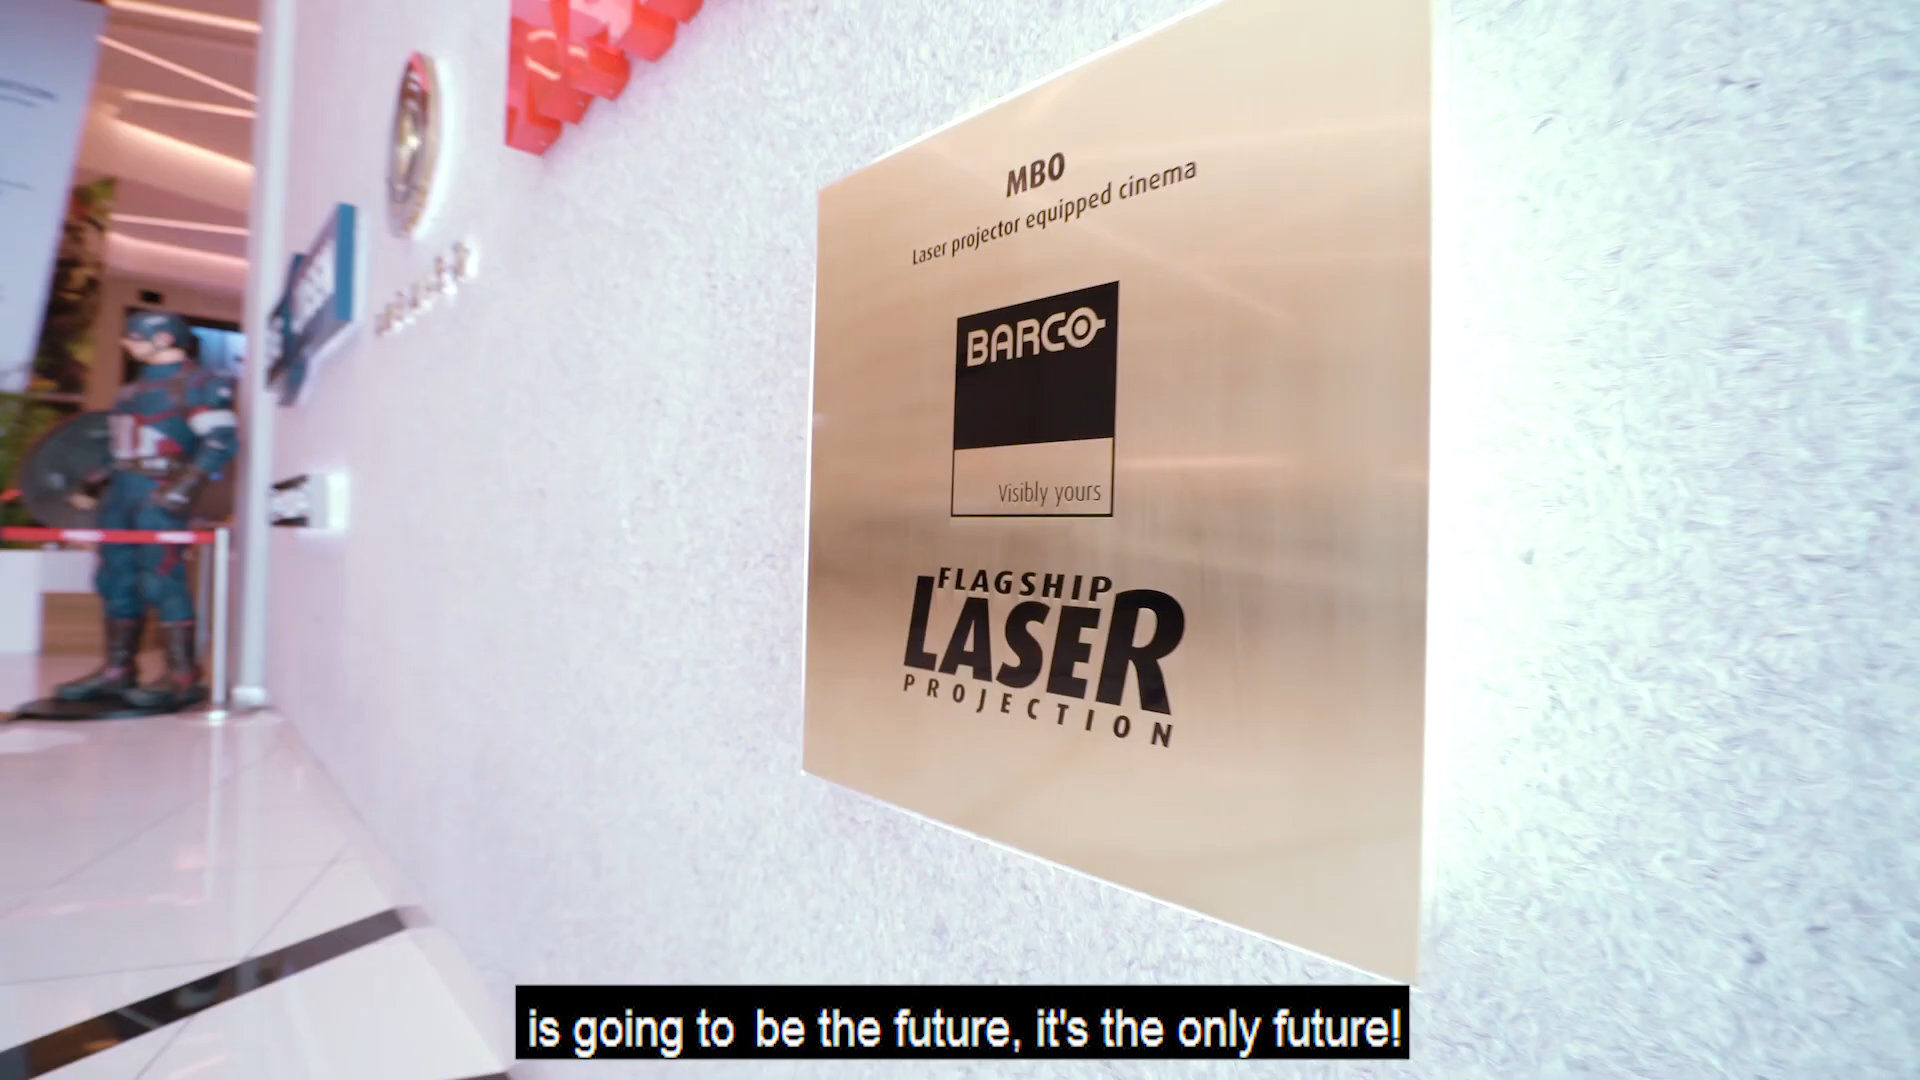 MBO
Laser projector equipped cinema
BARCO
Visibly yours
FLAGSHIP
LASER
PROJECTION
is going to be the future, it's the only future!